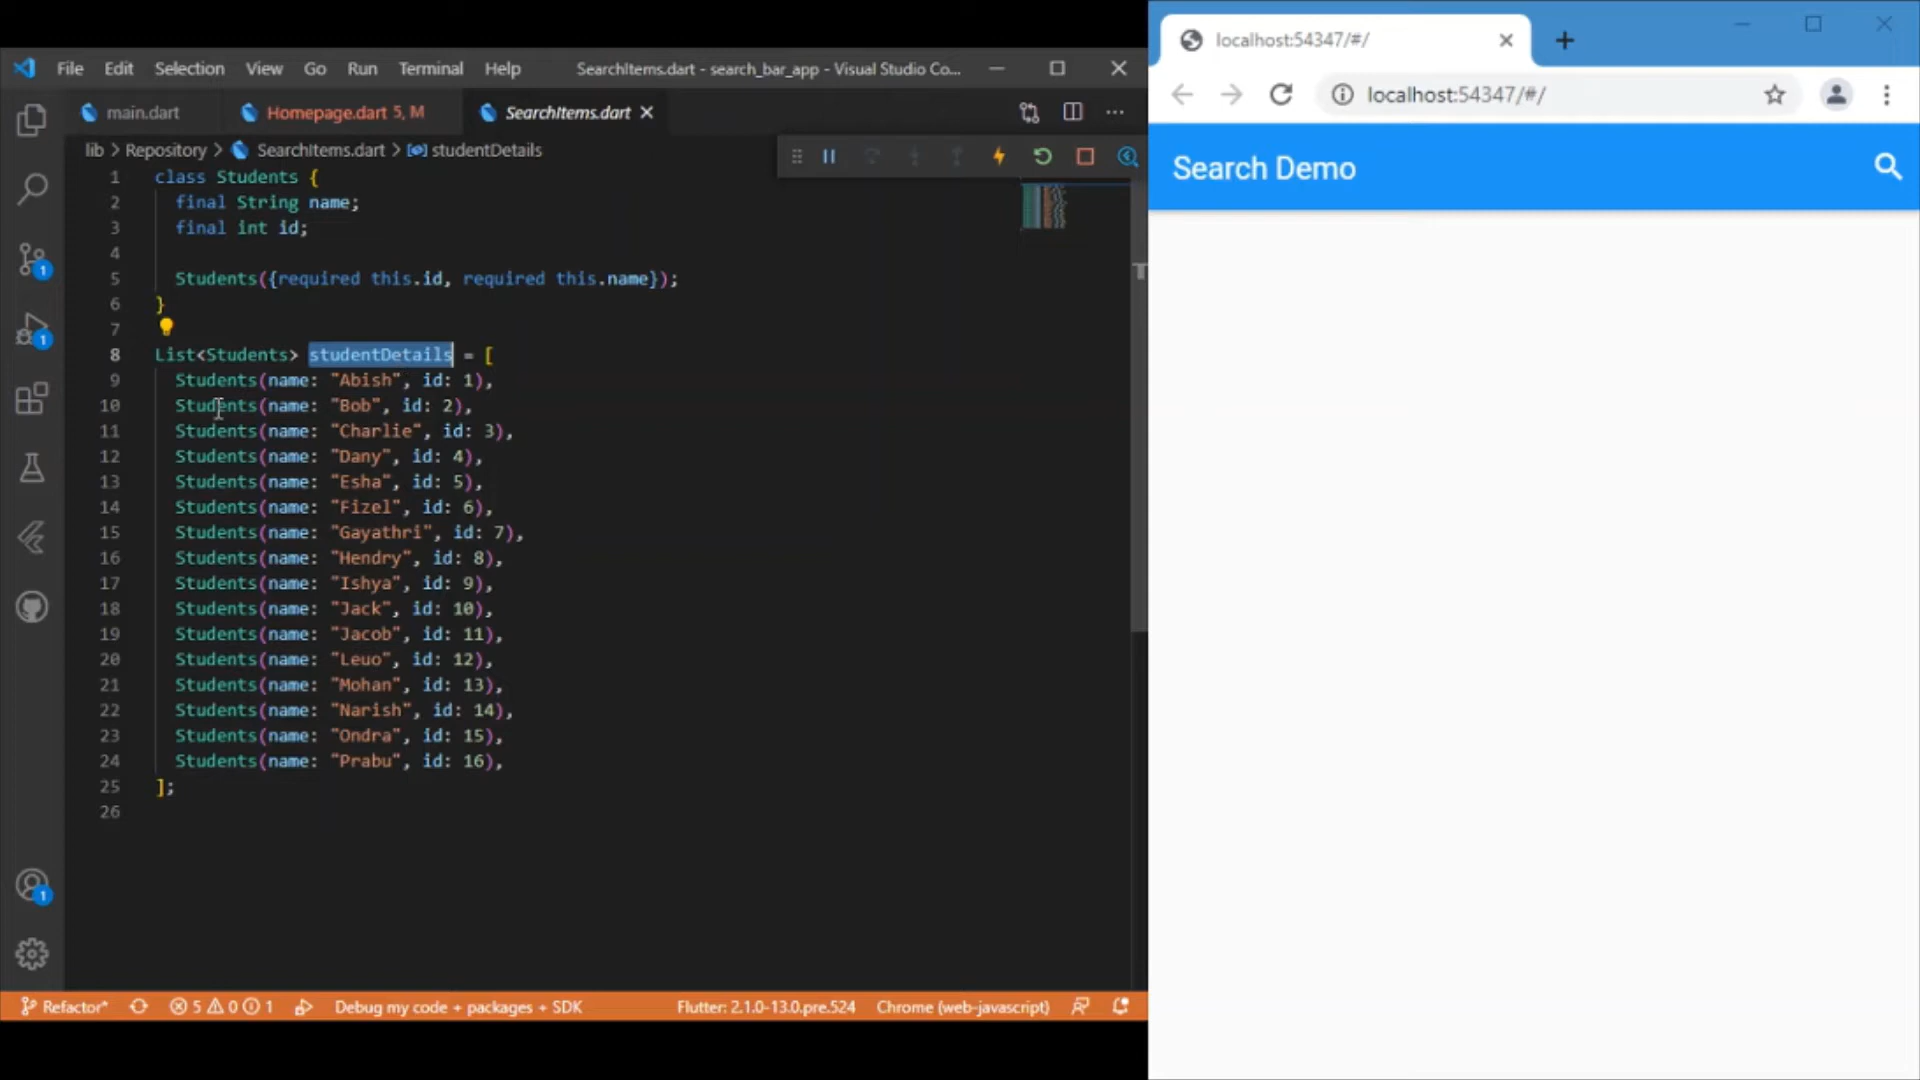 File Edit Selection View Go Run Terminal Help SearchItems.dart - search_bar_app - Visual Studio Co...
main.dart Homepage.dart 5, M SearchItems.dart
lib > Repository > SearchItems.dart > studentDetails
1 class Students {
2 final String name;
3 final int id;
4
5 Students({required this.id, required this.name});
6 }
7
8 List<Students> studentDetails = [
9 Students(name: "Abish", id: 1),
10 Students(name: "Bob", id: 2),
11 Students(name: "Charlie", id: 3),
12 Students(name: "Dany", id: 4),
13 Students(name: "Esha", id: 5),
14 Students(name: "Fizel", id: 6),
15 Students(name: "Gayathri", id: 7),
16 Students(name: "Hendry", id: 8),
17 Students(name: "Ishya", id: 9),
18 Students(name: "Jack", id: 10),
19 Students(name: "Jacob", id: 11),
20 Students(name: "Leuo", id: 12),
21 Students(name: "Mohan", id: 13),
22 Students(name: "Narish", id: 14),
23 Students(name: "Ondra", id: 15),
24 Students(name: "Prabu", id: 16),
25 ];
26
1
1
1
Refactor* 5 0 1 Debug my code + packages + SDK Flutter: 2.1.0-13.0.pre.524 Chrome (web-javascript)
localhost:54347/#/
localhost:54347/#/
Search Demo